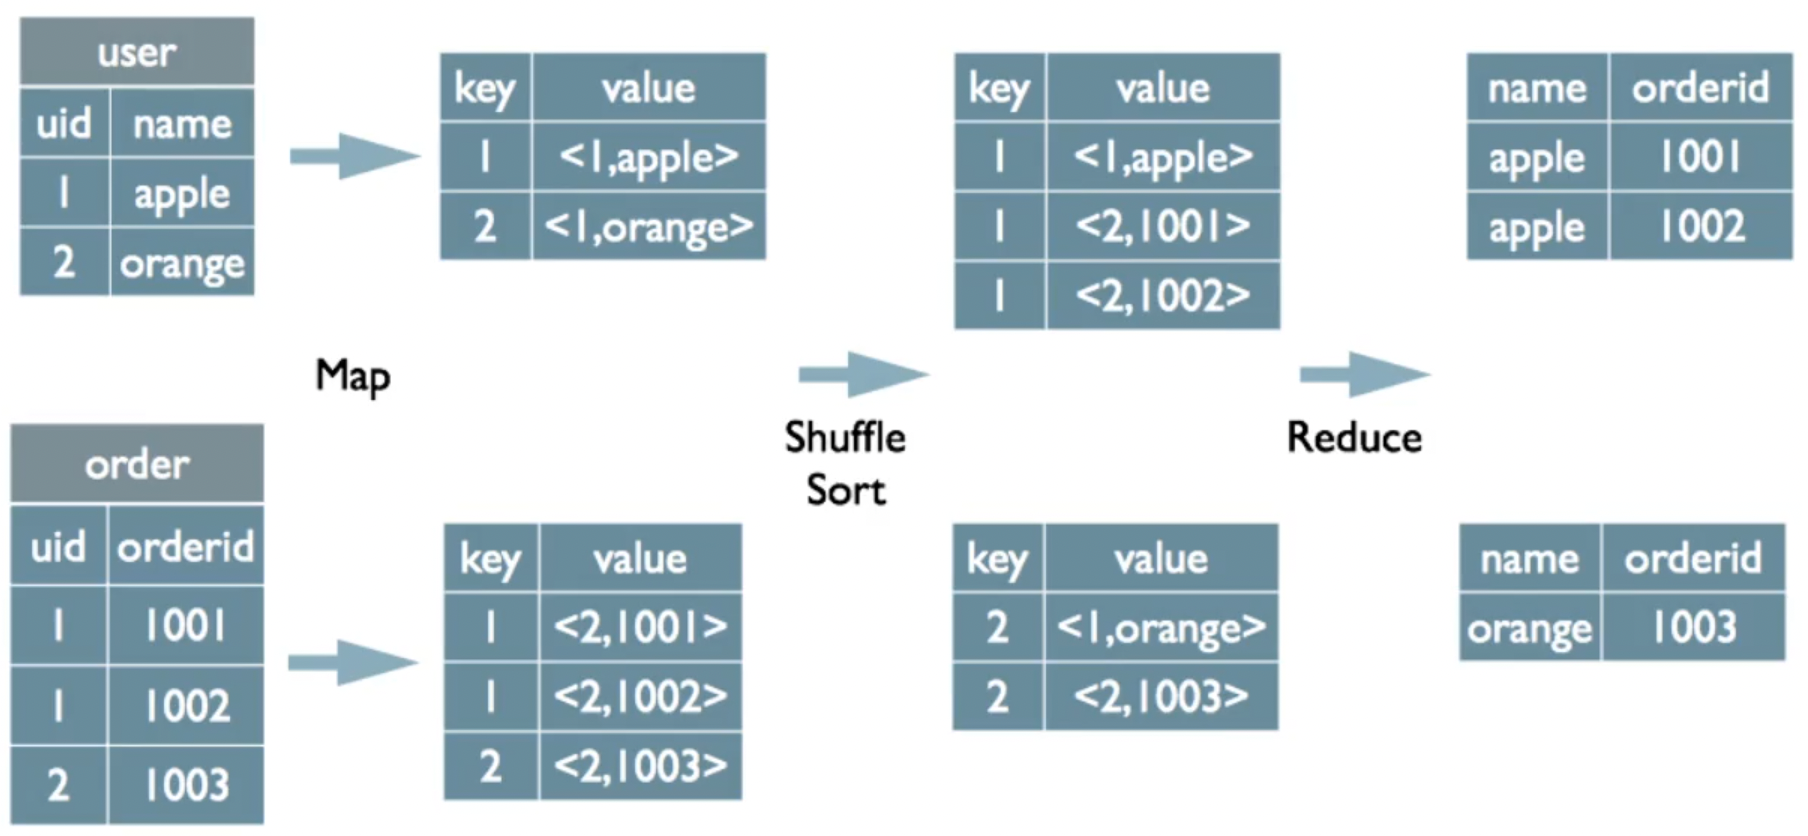 user
uid name
1 apple
2 orange
key value
1 <1,apple>
2 <1,orange>
key value
1 <1,apple>
1 <2,1001>
1 <2,1002>
name orderid
apple 1001
apple 1002
Map
Shuffle
Sort
Reduce
order
uid orderid
1 1001
1 1002
2 1003
key value
1 <2,1001>
1 <2,1002>
2 <2,1003>
key value
2 <1,orange>
2 <2,1003>
name orderid
orange 1003